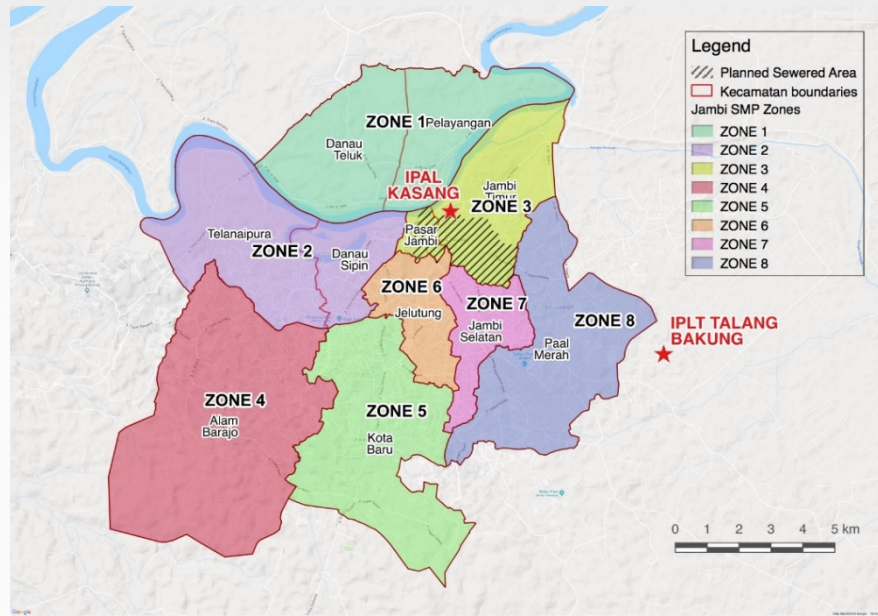 Legend
Planned Sewered Area
Kecamatan boundaries
Jambi SMP Zones
ZONE 1
ZONE 2
ZONE 3
ZONE 4
ZONE 5
ZONE 6
ZONE 7
ZONE 8
ZONE 1
Pelayangan
Danau
Teluk
IPAL
KASANG
Jambi
Timur
ZONE 3
Pasar
Jambi
Telanaipura
ZONE 2
Danau
Sipin
ZONE 6
Jelutung
ZONE 7
Jambi
Selatan
ZONE 8
Paal
Merah
IPLT TALANG
BAKUNG
ZONE 4
Alam
Barajo
ZONE 5
Kota
Baru
0 1 2 3 4 5 km
Google